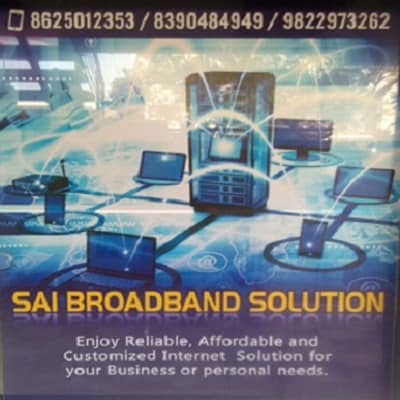 8625012353 / 8390484949 / 9822973262
SAI BROADBAND SOLUTION
Enjoy Reliable, Affordable and
Customized Internet Solution for
your Business or personal needs.